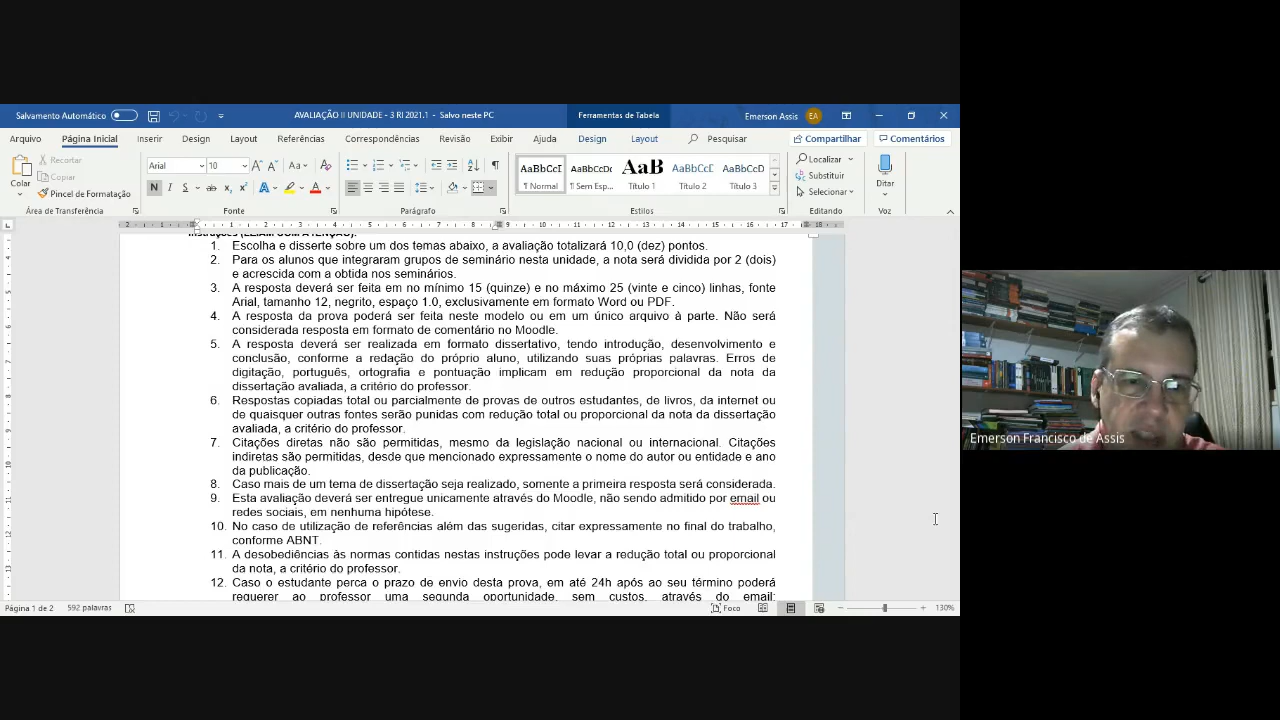 Salvamento Automático
AVALIAÇÃO II UNIDADE - 3 RI 2021.1 - Salvo neste PC
Ferramentas de Tabela
Emerson Assis
EA
Arquivo Página Inicial Inserir Design Layout Referências Correspondências Revisão Exibir Ajuda Design Layout Pesquisar Compartilhar Comentários
Colar
Recortar
Copiar
Pincel de Formatação
Área de Transferência
Arial 10
N I S ab x₂ x²
Fonte
Parágrafo
AaBbCcI AaBbCcDc AaB AaBbCcC AaBbCcD
¶ Normal ¶ Sem Esp... Título 1 Título 2 Título 3
Estilos
Localizar
Substituir
Selecionar
Editando
Ditar
Voz
Instruções (LEIAM COM ATENÇÃO):
1. Escolha e disserte sobre um dos temas abaixo, a avaliação totalizará 10,0 (dez) pontos.
2. Para os alunos que integraram grupos de seminário nesta unidade, a nota será dividida por 2 (dois)
e acrescida com a obtida nos seminários.
3. A resposta deverá ser feita em no mínimo 15 (quinze) e no máximo 25 (vinte e cinco) linhas, fonte
Arial, tamanho 12, negrito, espaço 1.0, exclusivamente em formato Word ou PDF.
4. A resposta da prova poderá ser feita neste modelo ou em um único arquivo à parte. Não será
considerada resposta em formato de comentário no Moodle.
5. A resposta deverá ser realizada em formato dissertativo, tendo introdução, desenvolvimento e
conclusão, conforme a redação do próprio aluno, utilizando suas próprias palavras. Erros de
digitação, português, ortografia e pontuação implicam em redução proporcional da nota da
dissertação avaliada, a critério do professor.
6. Respostas copiadas total ou parcialmente de provas de outros estudantes, de livros, da internet ou
de quaisquer outras fontes serão punidas com redução total ou proporcional da nota da dissertação
avaliada, a critério do professor.
7. Citações diretas não são permitidas, mesmo da legislação nacional ou internacional. Citações
indiretas são permitidas, desde que mencionado expressamente o nome do autor ou entidade e ano
da publicação.
8. Caso mais de um tema de dissertação seja realizado, somente a primeira resposta será considerada.
9. Esta avaliação deverá ser entregue unicamente através do Moodle, não sendo admitido por email ou
redes sociais, em nenhuma hipótese.
10. No caso de utilização de referências além das sugeridas, citar expressamente no final do trabalho,
conforme ABNT.
11. A desobediências às normas contidas nestas instruções pode levar a redução total ou proporcional
da nota, a critério do professor.
12. Caso o estudante perca o prazo de envio desta prova, em até 24h após ao seu término poderá
requerer ao professor uma segunda oportunidade, sem custos, através do email:
Página 1 de 2 592 palavras
Foco
130%
Emerson Francisco de Assis